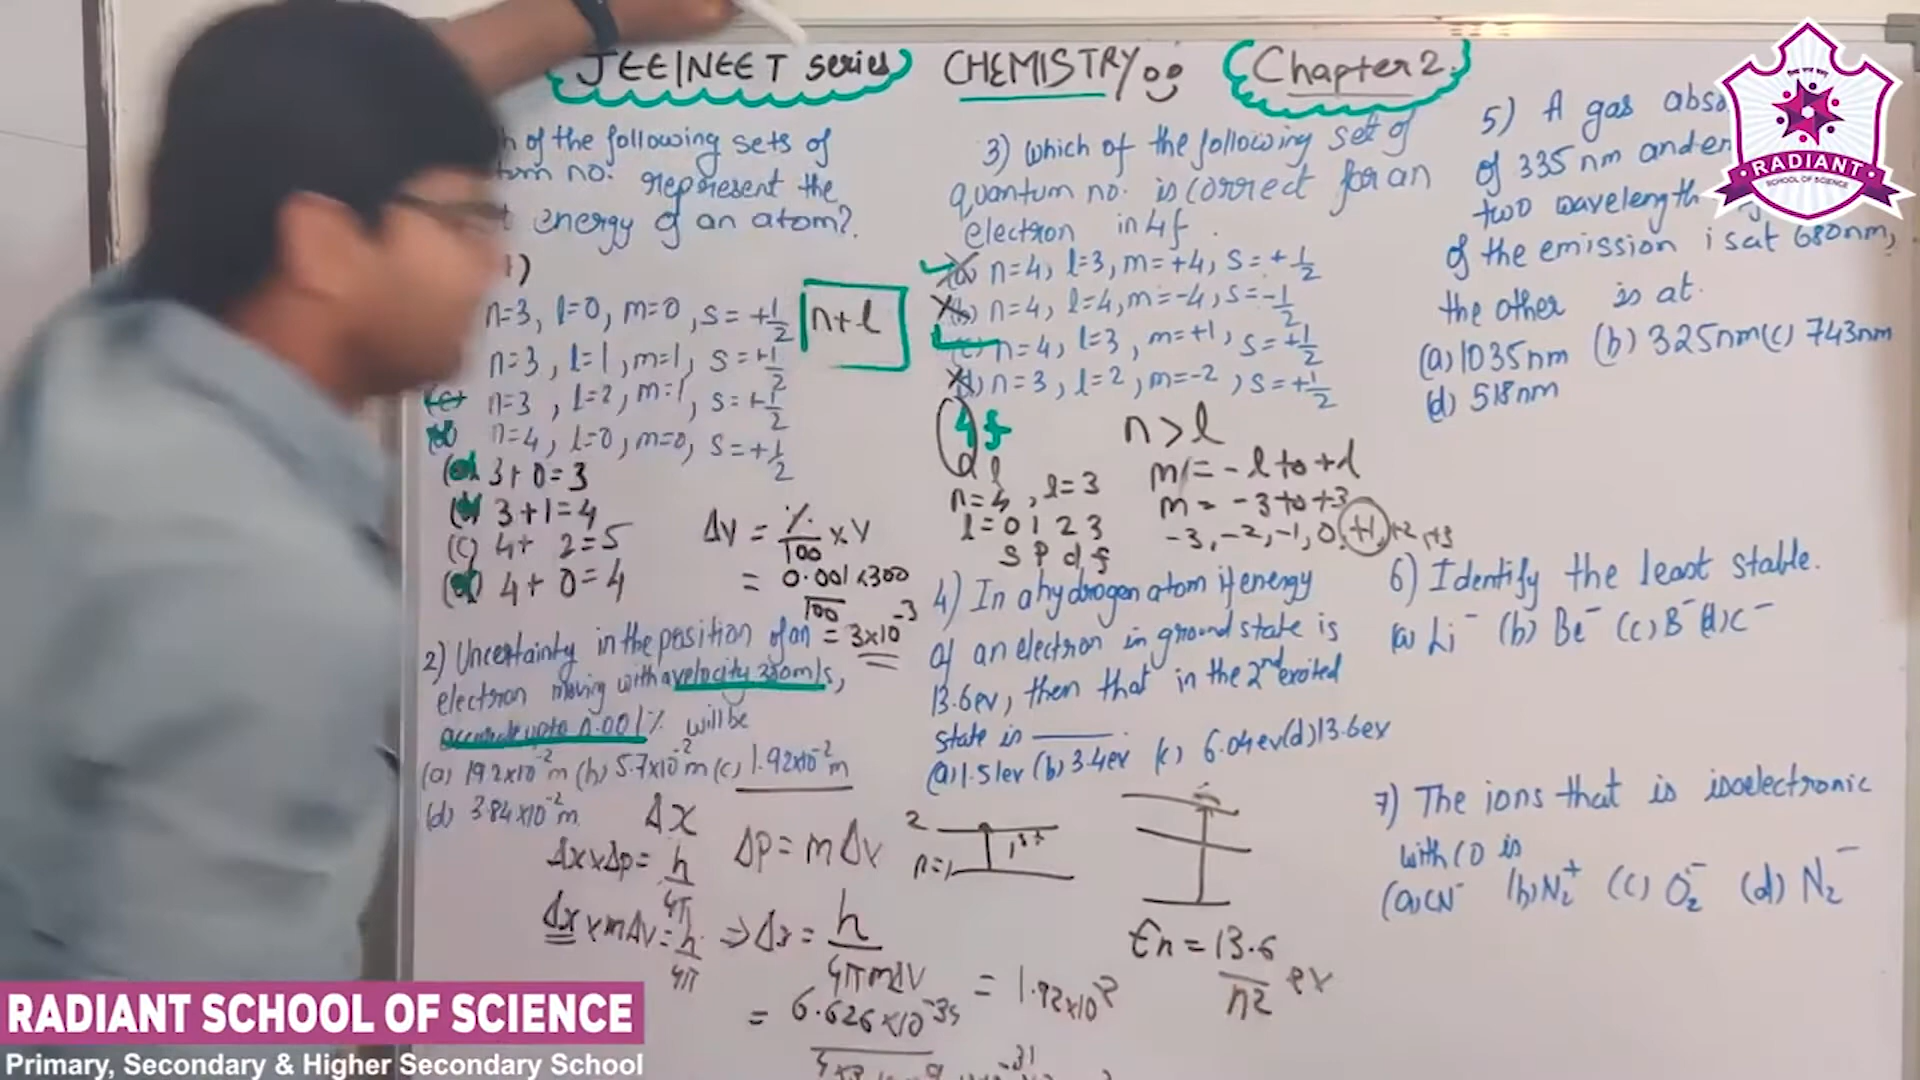 JEE|NEET series CHEMISTRY Chapter 2
h of the following sets of
no. represent the
energy of an atom?
n=3, l=0, m=0, s=+1/2
n=3, l=1, m=1, s=+1/2
(c) n=3, l=2, m=1, s=+1/2
(d) n=4, l=0, m=0, s=+1/2
n+l
(a) 3+0=3
(b) 3+1=4
(c) 4+ 2=5
(d) 4+0=4
Δv = %/100 × v
= 0.001×300/100
= 3×10⁻³
2) Uncertainty in the position of an
electron moving with a velocity 300m/s,
accurate upto 0.001% will be
(a) 19.2×10⁻² m (b) 5.7×10⁻² m (c) 1.92×10⁻² m
(d) 3.84×10⁻² m
Δx
Δx×Δp = h/4π
Δp = mΔv
Δx×mΔv = h/4π ⇒ Δx = h/4πmΔv
= 6.626×10⁻³⁴
= 1.92×10⁻²
3) which of the following set of
quantum no. is correct for an
electron in 4f.
(a) n=4, l=3, m=+4, s=+1/2
(b) n=4, l=4, m=-4, s=-1/2
(c) n=4, l=3, m=+1, s=+1/2
(d) n=3, l=2, m=-2, s=+1/2
4f
n>l
n=4, l=3
l=0 1 2 3
s p d f
m = -l to +l
m = -3 to +3
-3, -2, -1, 0, +1, +2, +3
4) In a hydrogen atom if energy
of an electron in ground state is
13.6ev, then that in the 2nd excited
state is
(a) 1.51ev (b) 3.4ev (c) 6.04ev (d) 13.6ev
2
n=1
1st
En = 13.6/n2 ev
5) A gas abso
of 335 nm and em
two wavelength
of the emission is at 680nm,
the other is at.
(a) 1035nm (b) 325nm (c) 743nm
(d) 518nm
6) Identify the least stable.
(a) Li⁻ (b) Be⁻ (c) B⁻ (d) C⁻
7) The ions that is isoelectronic
with CO is
(a) CN⁻ (b) N₂⁺ (c) O₂⁻ (d) N₂⁻
RADIANT
SCHOOL OF SCIENCE
RADIANT SCHOOL OF SCIENCE
Primary, Secondary & Higher Secondary School